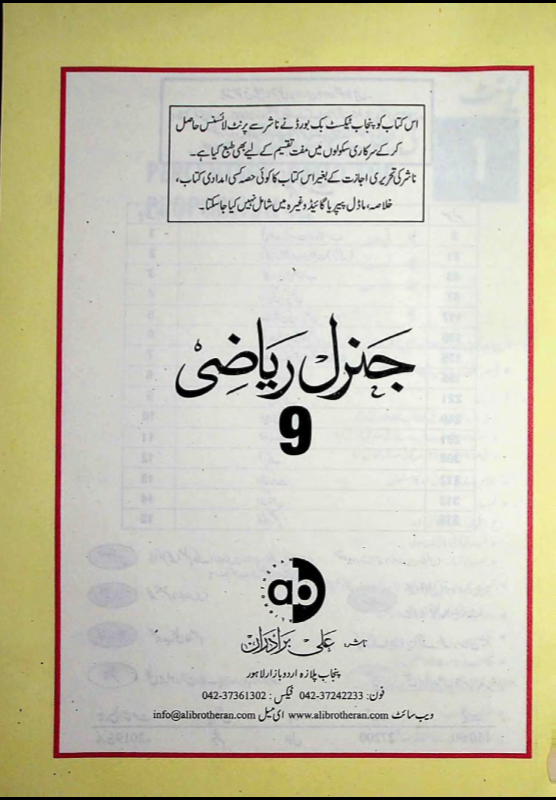 اس کتاب کو پنجاب ٹیکسٹ بک بورڈ نے ناشر سے پرنٹ لائسنس حاصل
کر کے سرکاری سکولوں میں مفت تقسیم کے لیے بھی طبع کیا ہے۔
ناشر کی تحریری اجازت کے بغیر اس کتاب کا کوئی حصہ کسی امدادی کتاب،
خلاصہ، ماڈل پیپر یا گائیڈ وغیرہ میں شامل نہیں کیا جا سکتا۔
جنرل ریاضی
9
ab
ناشر: علی برادران
پنجاب پلازہ اردو بازار لاہور
فون: 042-37242233 فیکس: 042-37361302
ویب سائٹ www.alibrotheran.com ای میل info@alibrotheran.com